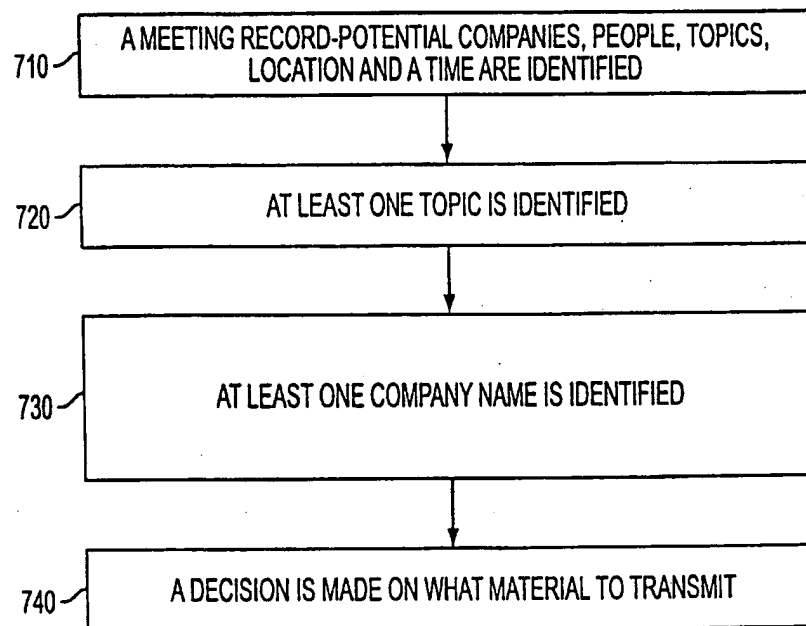 A MEETING RECORD-POTENTIAL COMPANIES, PEOPLE, TOPICS,
710 LOCATION AND A TIME ARE IDENTIFIED
720 AT LEAST ONE TOPIC IS IDENTIFIED
730 AT LEAST ONE COMPANY NAME IS IDENTIFIED
740 A DECISION IS MADE ON WHAT MATERIAL TO TRANSMIT